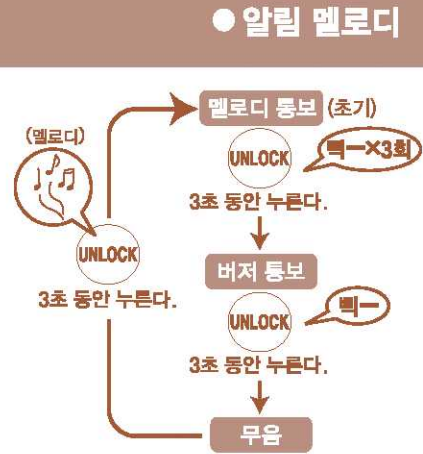 ● 알림 멜로디
멜로디 통보 (초기)
UNLOCK
삑ー×3회
3초 동안 누른다.
버저 통보
UNLOCK
삑ー
3초 동안 누른다.
무음
(멜로디)
UNLOCK
3초 동안 누른다.